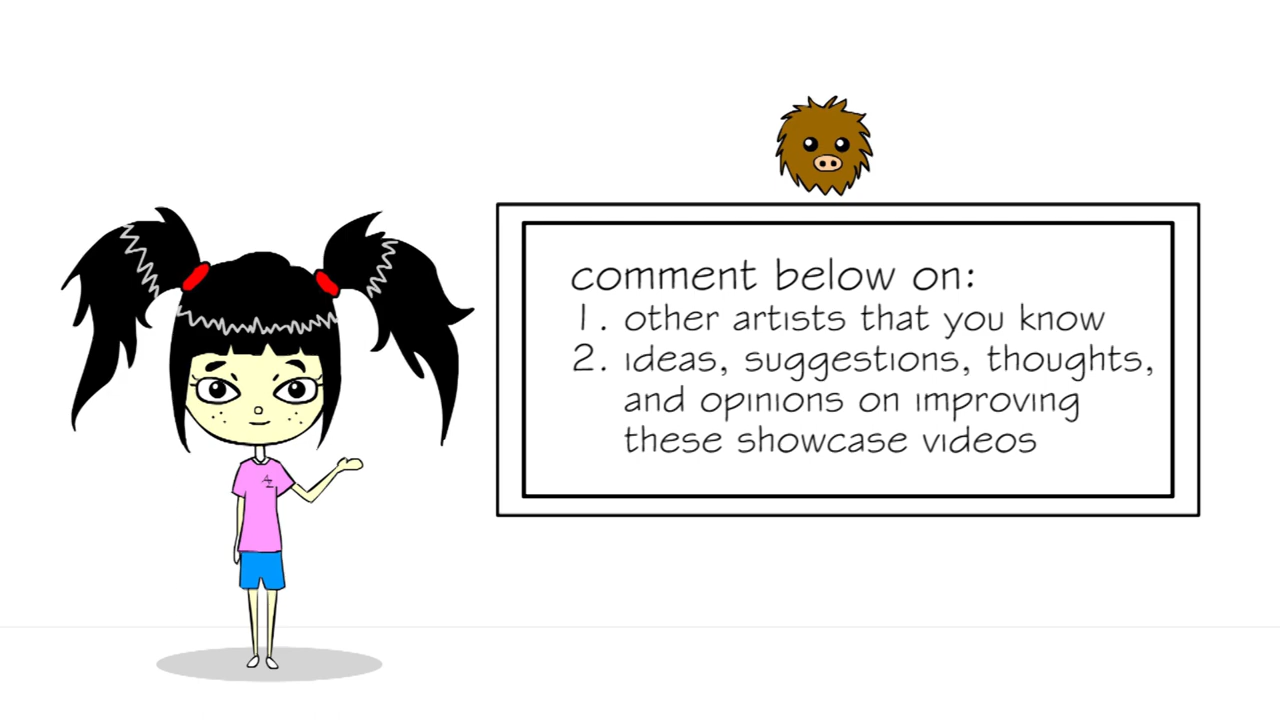 comment below on:
1. other artists that you know
2. ideas, suggestions, thoughts,
and opinions on improving
these showcase videos